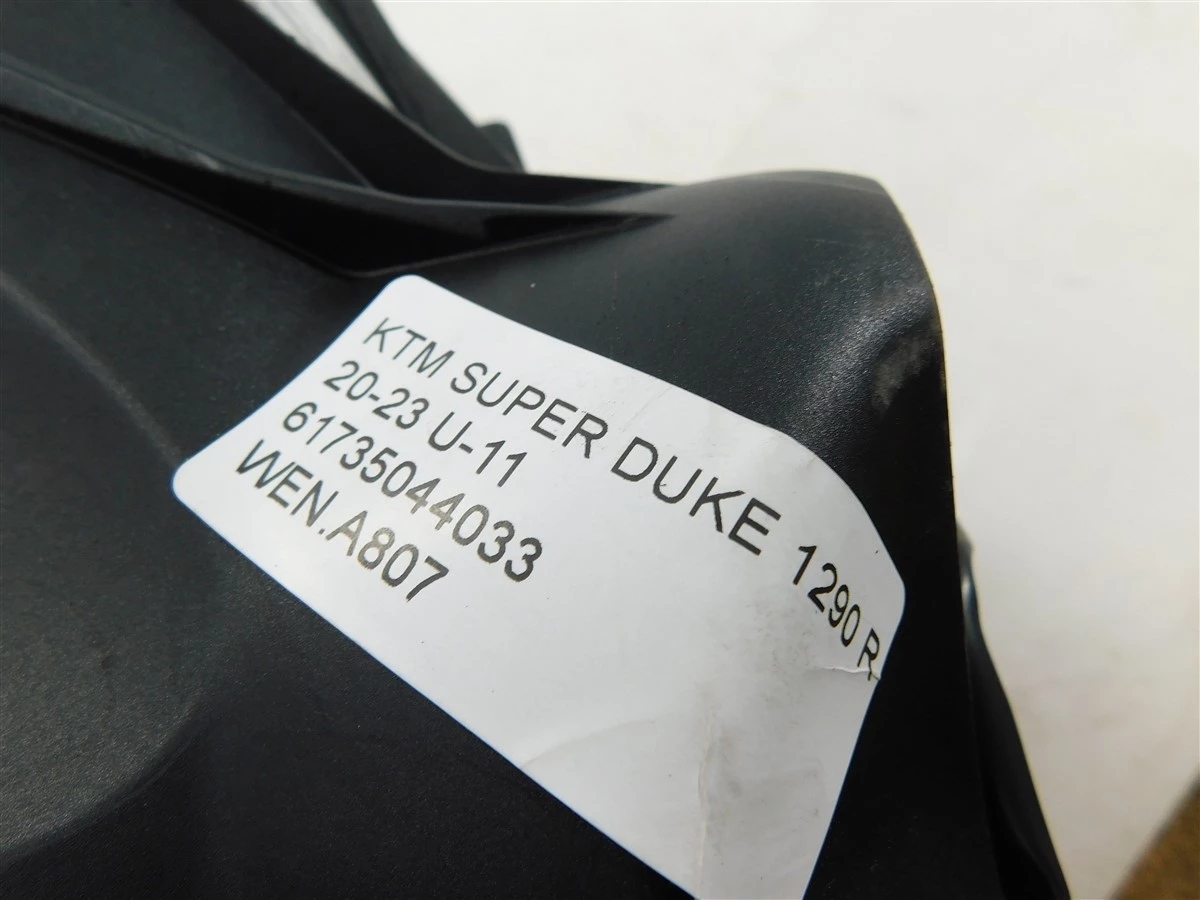 KTM SUPER DUKE 1290 R
20-23 U-11
61735044033
WEN.A807